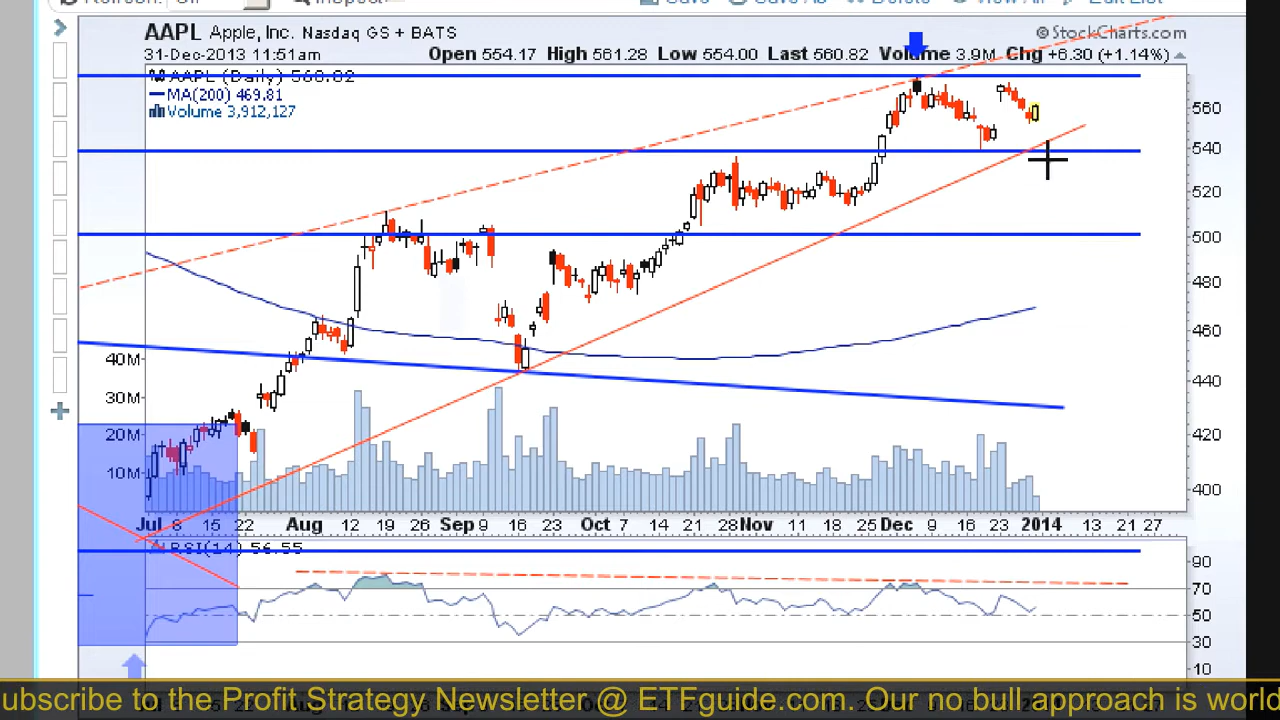 AAPL Apple, Inc. Nasdaq GS + BATS
© StockCharts.com
31-Dec-2013 11:51am
Open 554.17 High 561.28 Low 554.00 Last 560.82 Volume 3.9M Chg +6.30 (+1.14%)
AAPL (Daily) 560.82
MA(200) 469.81
Volume 3,912,127
560
540
520
500
480
460
440
420
400
40M
30M
20M
10M
Jul 8 15 22 Aug 12 19 26 Sep 9 16 23 Oct 7 14 21 28 Nov 11 18 25 Dec 9 16 23 2014 13 21 27
RSI(14) 56.55
90
70
50
30
10
ubscribe to the Profit Strategy Newsletter @ ETFguide.com. Our no bull approach is world